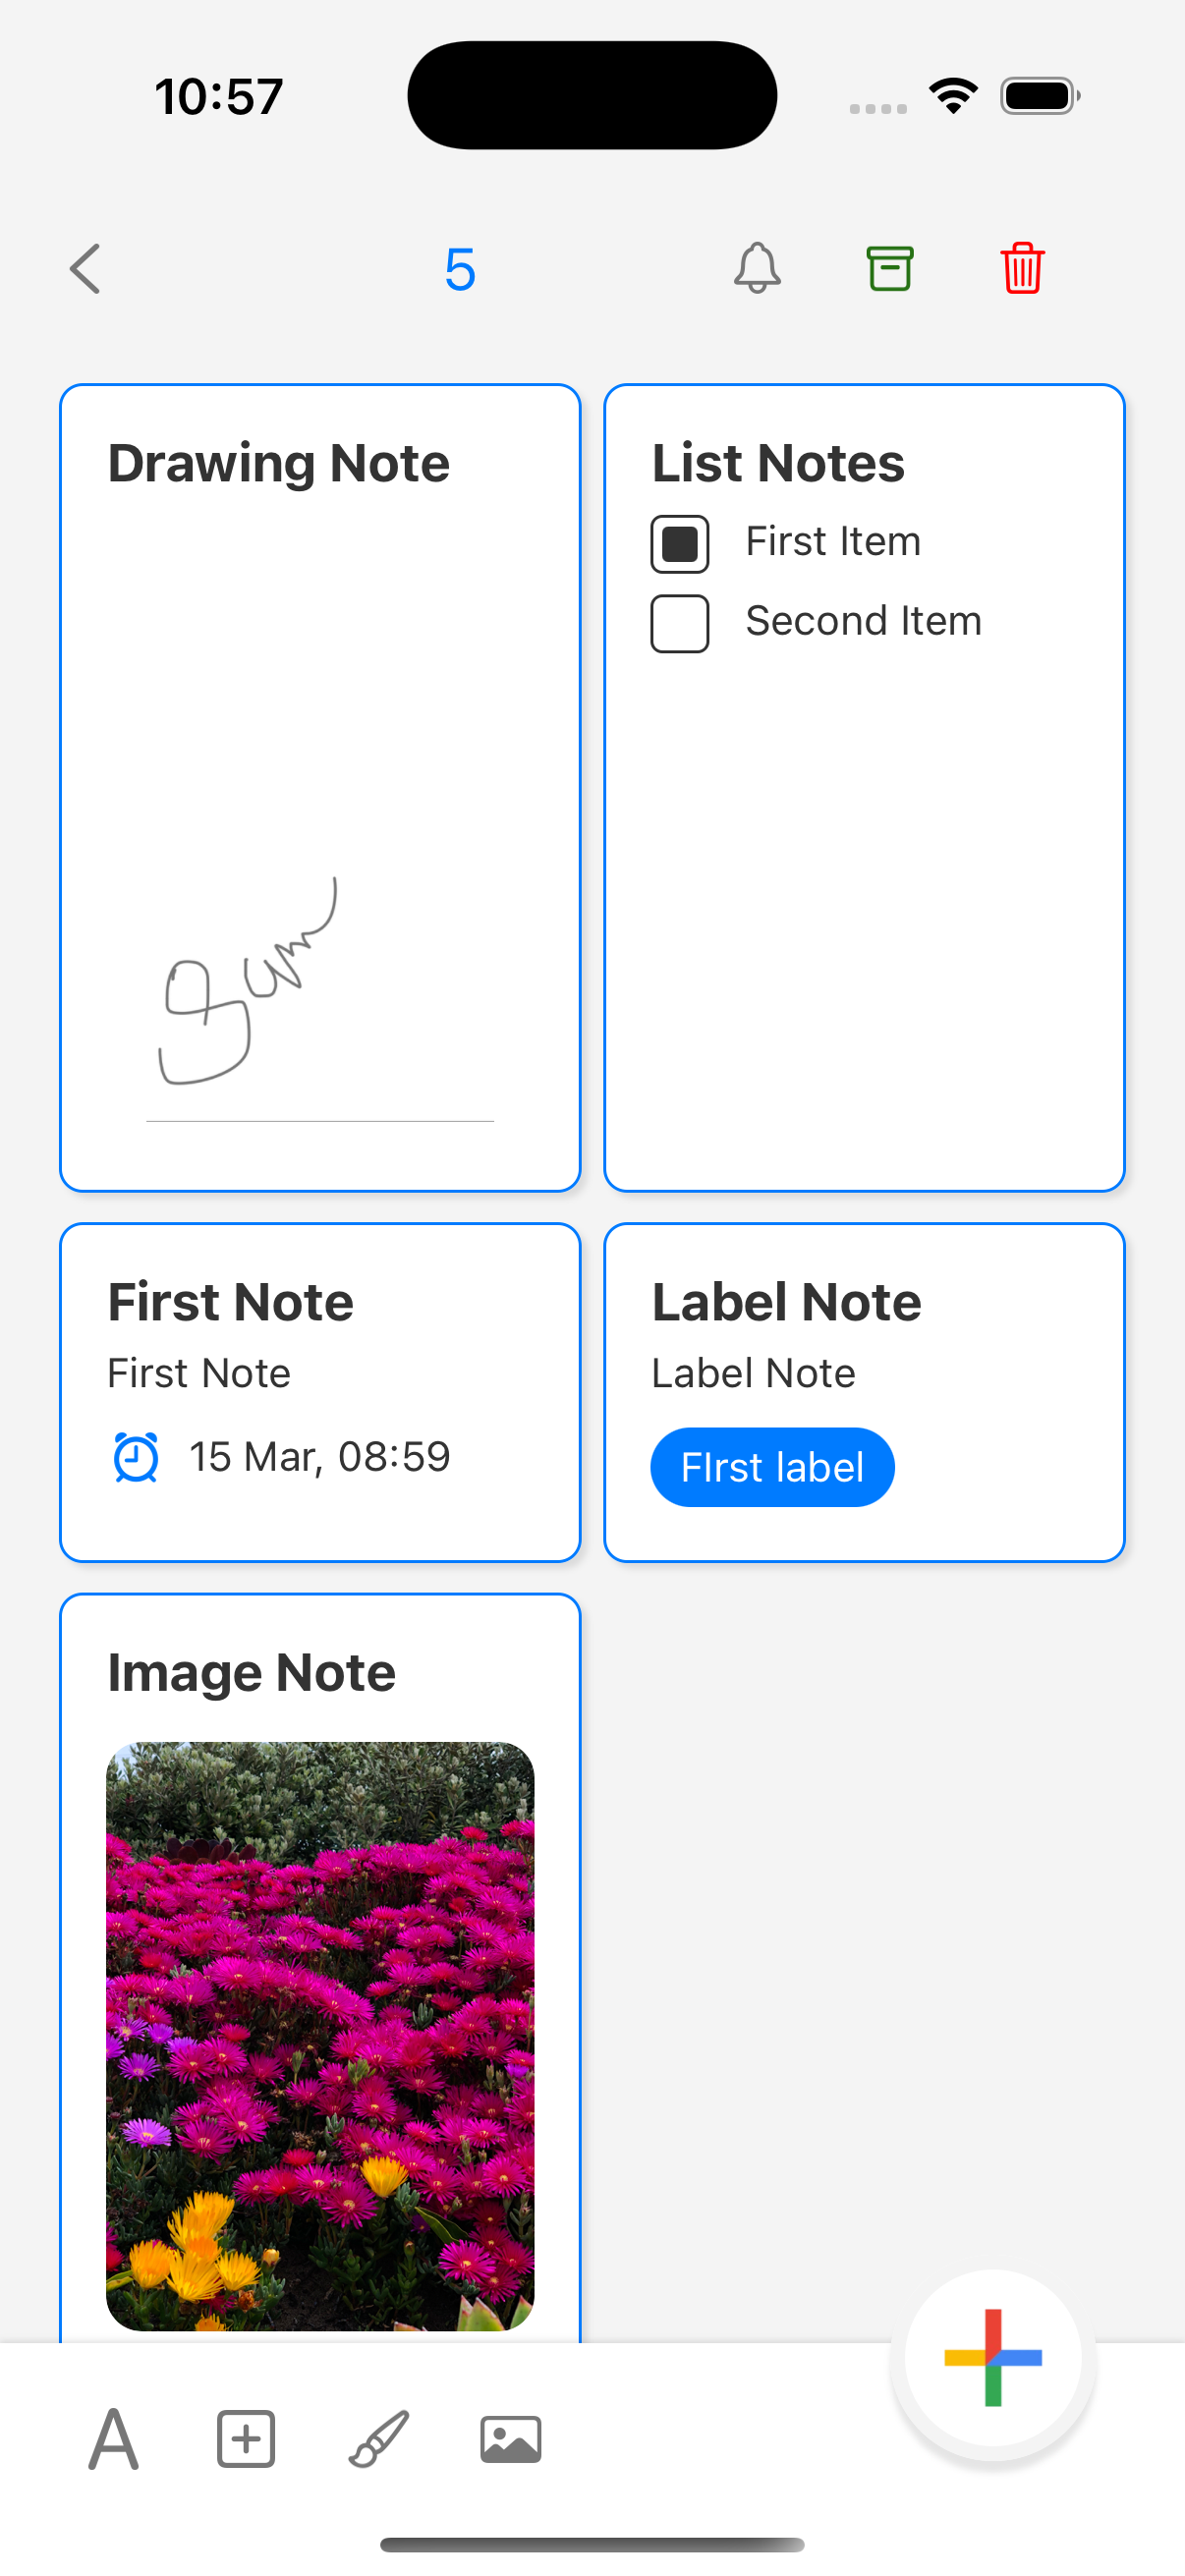 10:57
5
Drawing Note
Sam
List Notes
First Item
Second Item
First Note
First Note
15 Mar, 08:59
Label Note
Label Note
FIrst label
Image Note
A